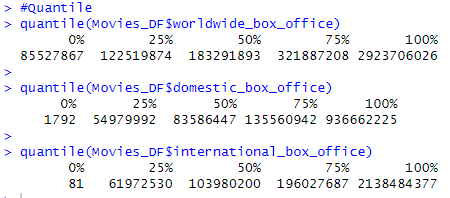 > #Quantile
> quantile(Movies_DF$worldwide_box_office)
0% 25% 50% 75% 100%
85527867 122519874 183291893 321887208 2923706026
>
> quantile(Movies_DF$domestic_box_office)
0% 25% 50% 75% 100%
1792 54979992 83586447 135560942 936662225
>
> quantile(Movies_DF$international_box_office)
0% 25% 50% 75% 100%
81 61972530 103980200 196027687 2138484377